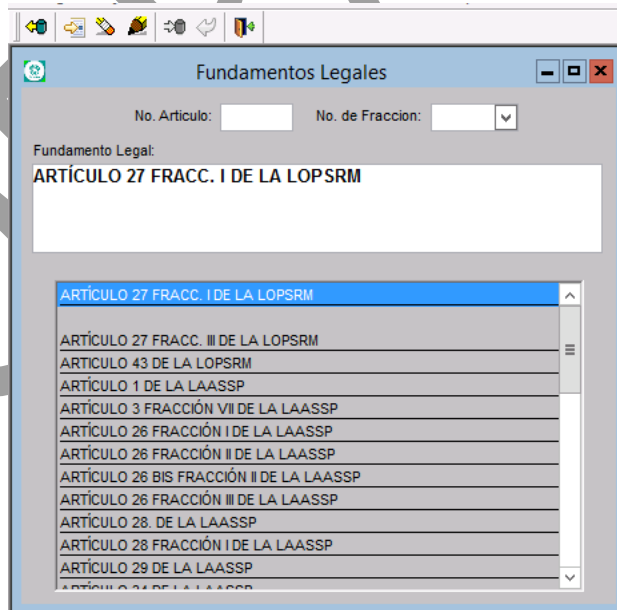 Fundamentos Legales
No. Articulo: No. de Fraccion:
Fundamento Legal:
ARTÍCULO 27 FRACC. I DE LA LOPSRM
ARTÍCULO 27 FRACC. I DE LA LOPSRM
ARTÍCULO 27 FRACC. III DE LA LOPSRM
ARTICULO 43 DE LA LOPSRM
ARTÍCULO 1 DE LA LAASSP
ARTÍCULO 3 FRACCIÓN VII DE LA LAASSP
ARTÍCULO 26 FRACCIÓN I DE LA LAASSP
ARTÍCULO 26 FRACCIÓN II DE LA LAASSP
ARTÍCULO 26 BIS FRACCIÓN II DE LA LAASSP
ARTÍCULO 26 FRACCIÓN III DE LA LAASSP
ARTÍCULO 28. DE LA LAASSP
ARTÍCULO 28 FRACCIÓN I DE LA LAASSP
ARTÍCULO 29 DE LA LAASSP